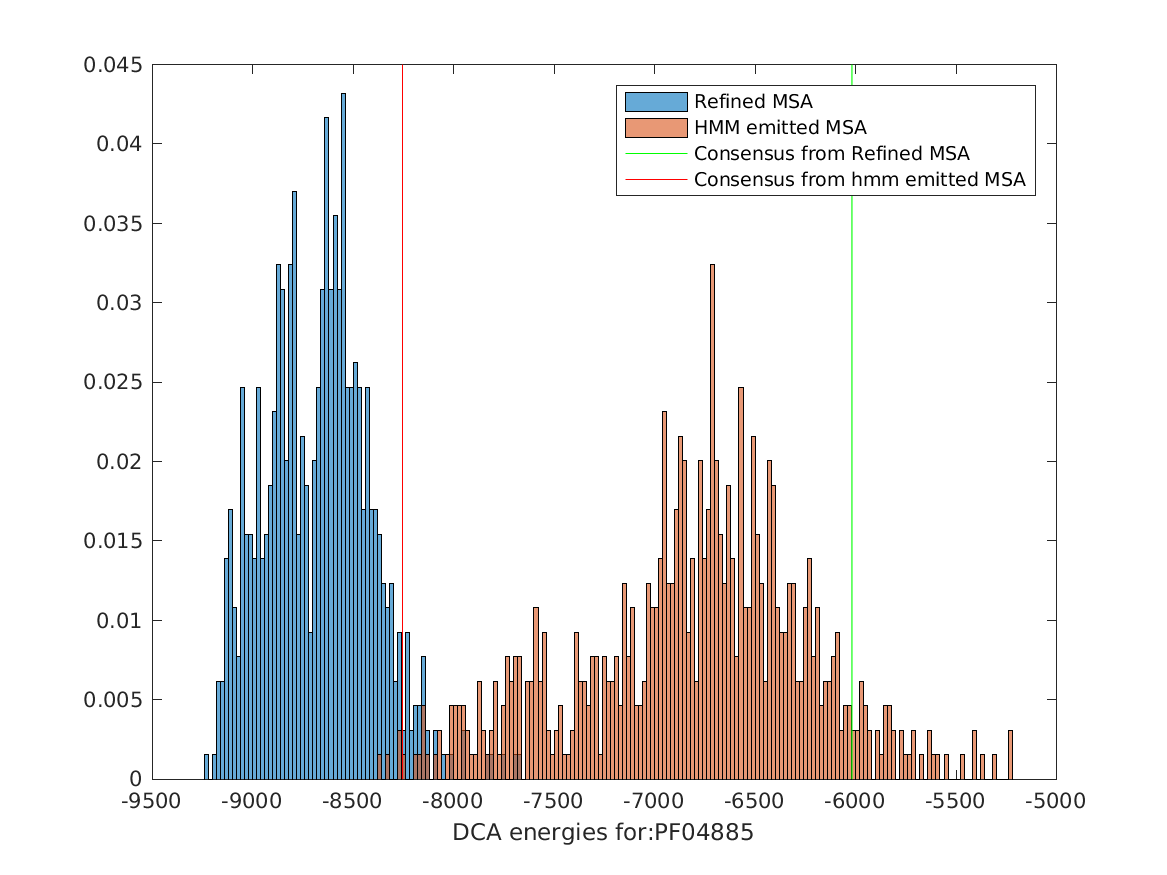 0.045
0.04
0.035
0.03
0.025
0.02
0.015
0.01
0.005
0
Refined MSA
HMM emitted MSA
Consensus from Refined MSA
Consensus from hmm emitted MSA
-9500 -9000 -8500 -8000 -7500 -7000 -6500 -6000 -5500 -5000
DCA energies for:PF04885